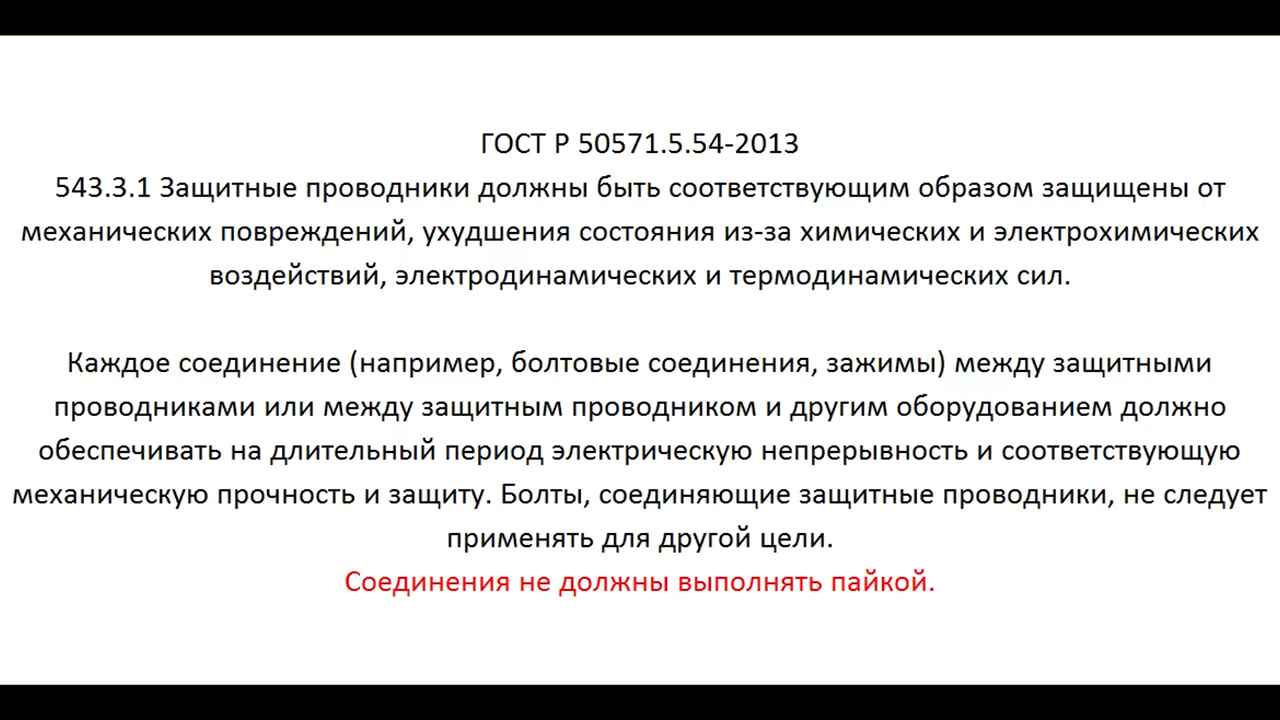 ГОСТ Р 50571.5.54-2013
543.3.1 Защитные проводники должны быть соответствующим образом защищены от
механических повреждений, ухудшения состояния из-за химических и электрохимических
воздействий, электродинамических и термодинамических сил.
Каждое соединение (например, болтовые соединения, зажимы) между защитными
проводниками или между защитным проводником и другим оборудованием должно
обеспечивать на длительный период электрическую непрерывность и соответствующую
механическую прочность и защиту. Болты, соединяющие защитные проводники, не следует
применять для другой цели.
Соединения не должны выполнять пайкой.